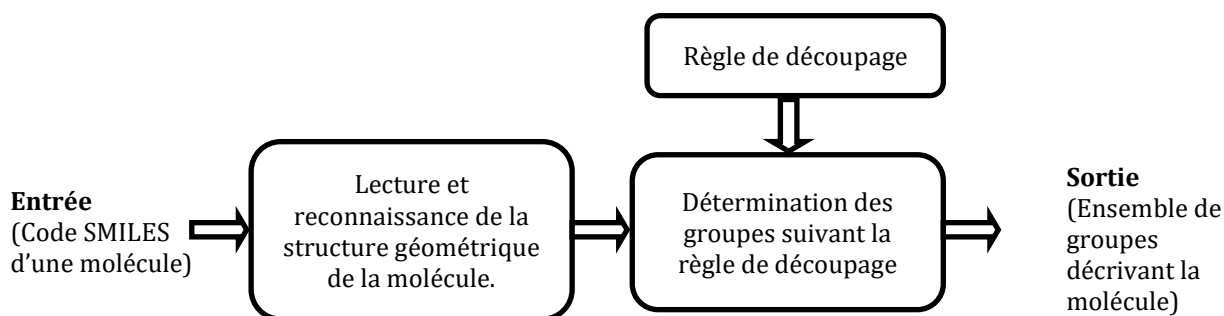 Règle de découpage
Entrée
(Code SMILES
d'une molécule)
Lecture et
reconnaissance de la
structure géométrique
de la molécule.
Détermination des
groupes suivant la
règle de découpage
Sortie
(Ensemble de
groupes
décrivant la
molécule)